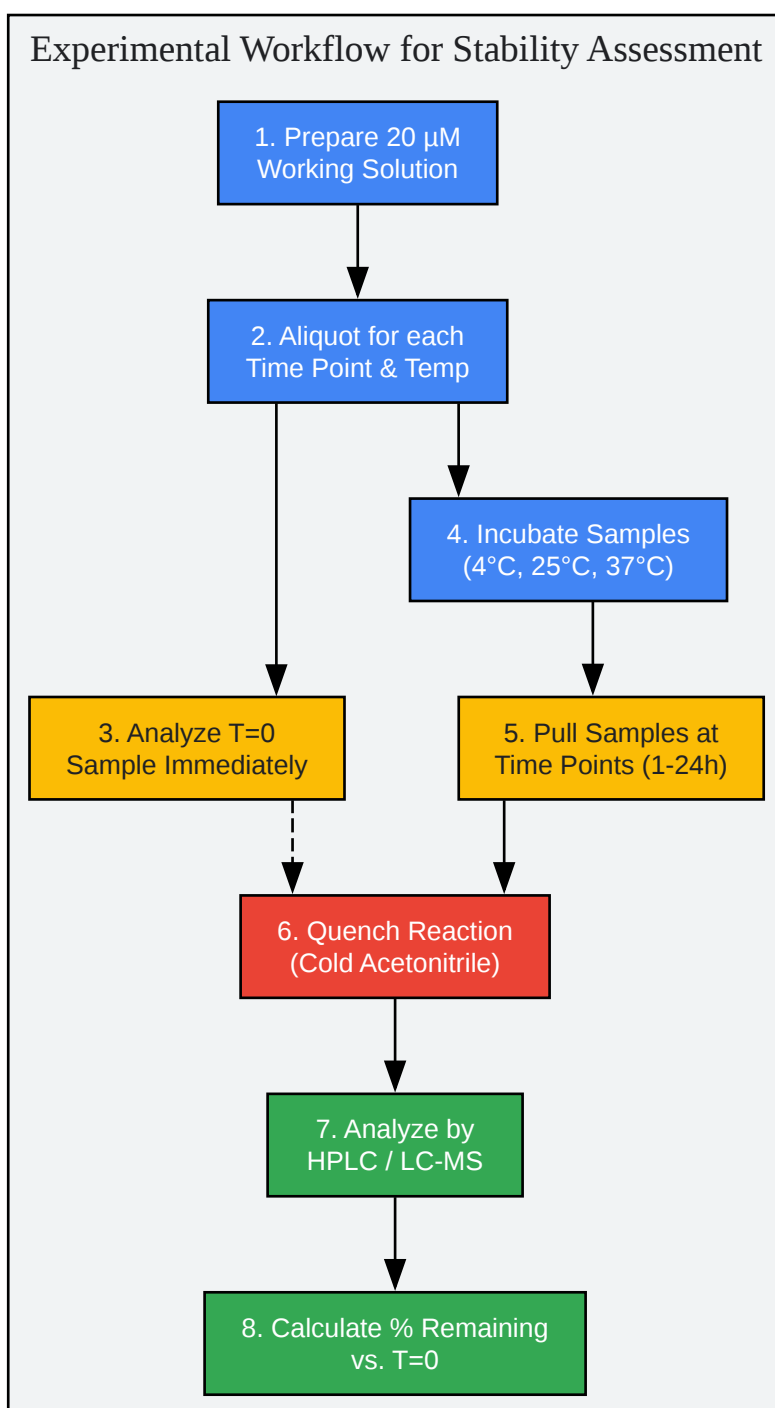 Experimental Workflow for Stability Assessment
1. Prepare 20 µM
Working Solution
2. Aliquot for each
Time Point & Temp
4. Incubate Samples
(4°C, 25°C, 37°C)
3. Analyze T=0
Sample Immediately
5. Pull Samples at
Time Points (1-24h)
6. Quench Reaction
(Cold Acetonitrile)
7. Analyze by
HPLC / LC-MS
8. Calculate % Remaining
vs. T=0